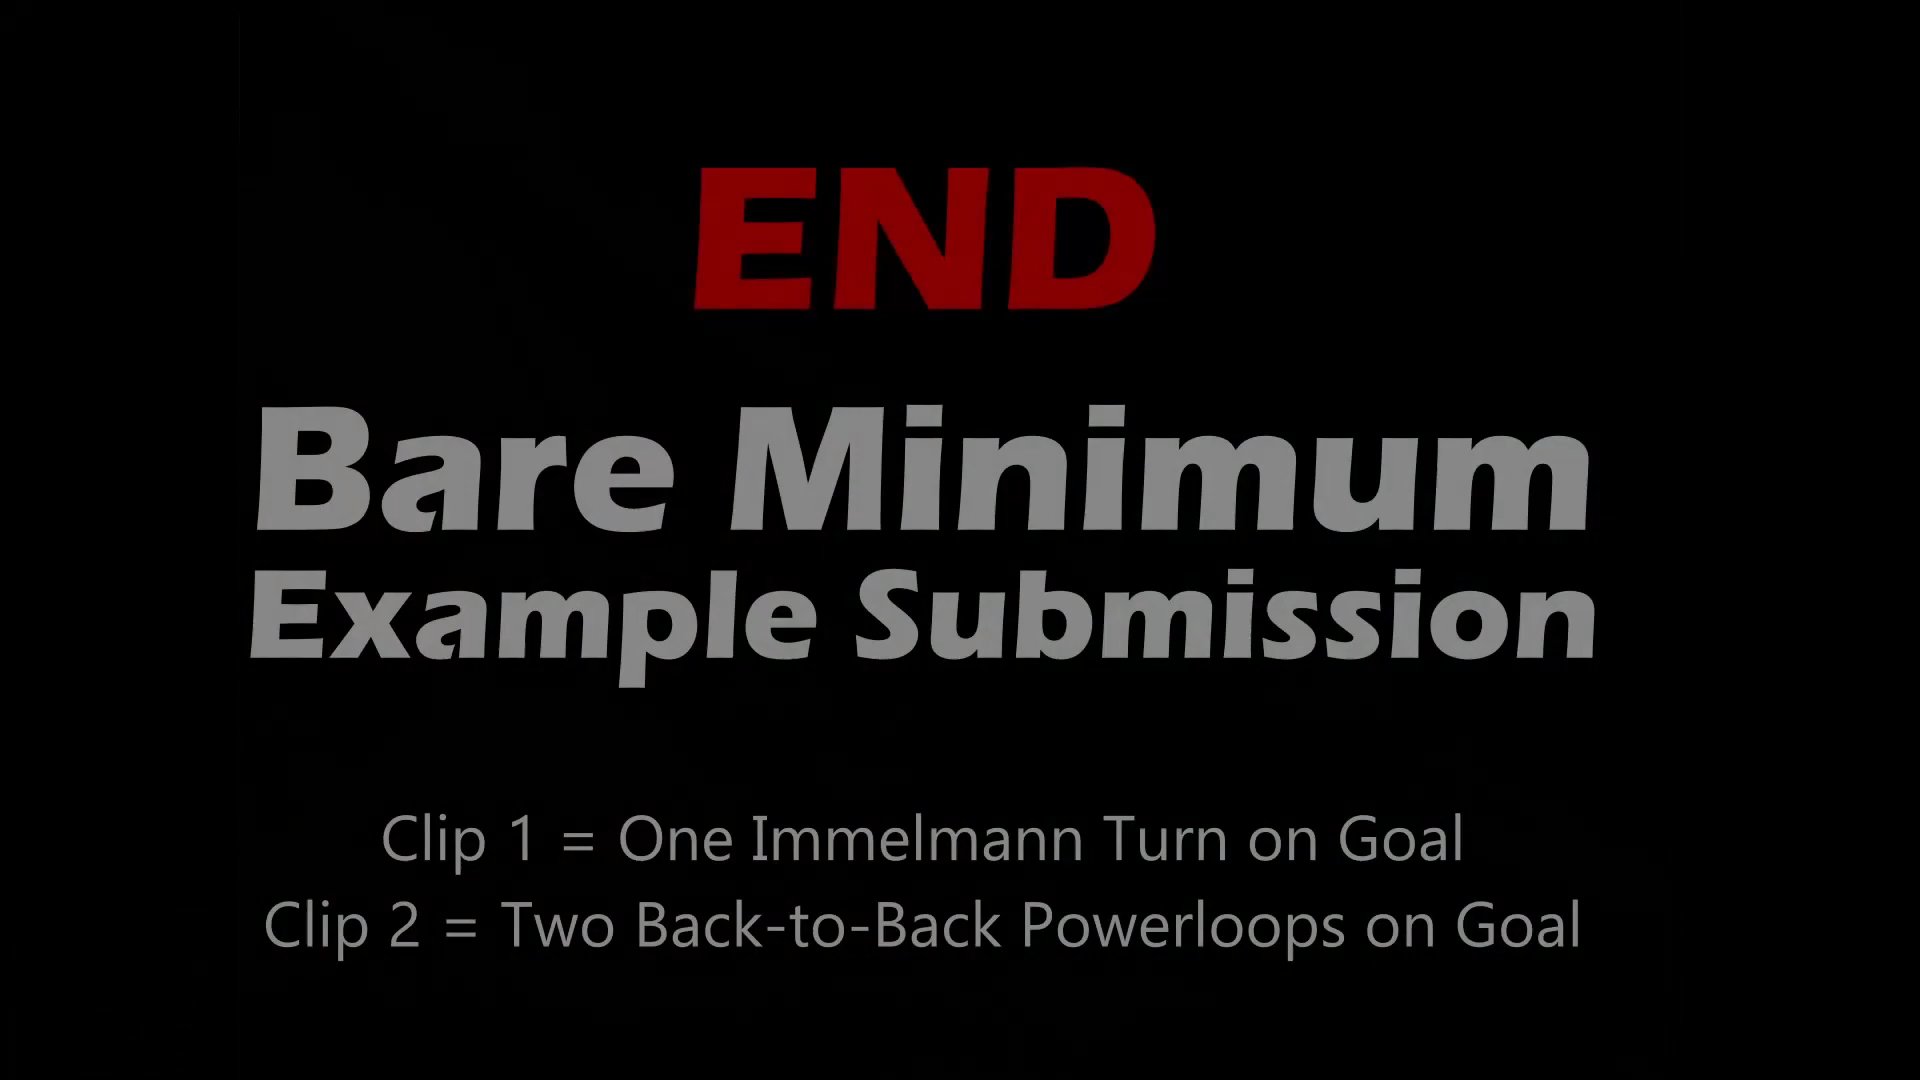 END
Bare Minimum
Example Submission
Clip 1 = One Immelmann Turn on Goal
Clip 2 = Two Back-to-Back Powerloops on Goal